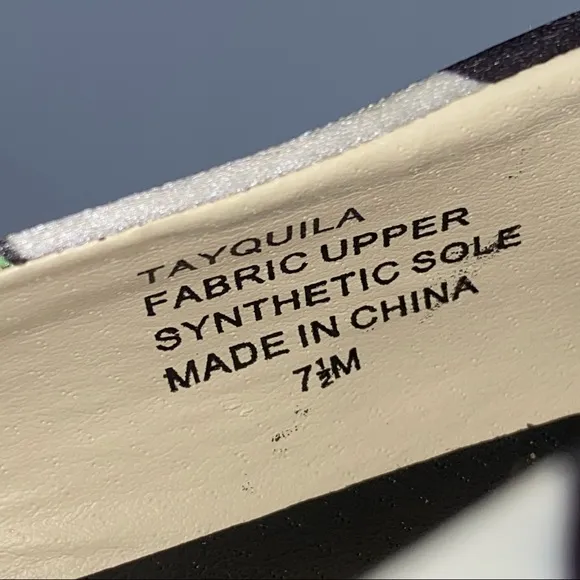 TAYQUILA
FABRIC UPPER
SYNTHETIC SOLE
MADE IN CHINA
7½M